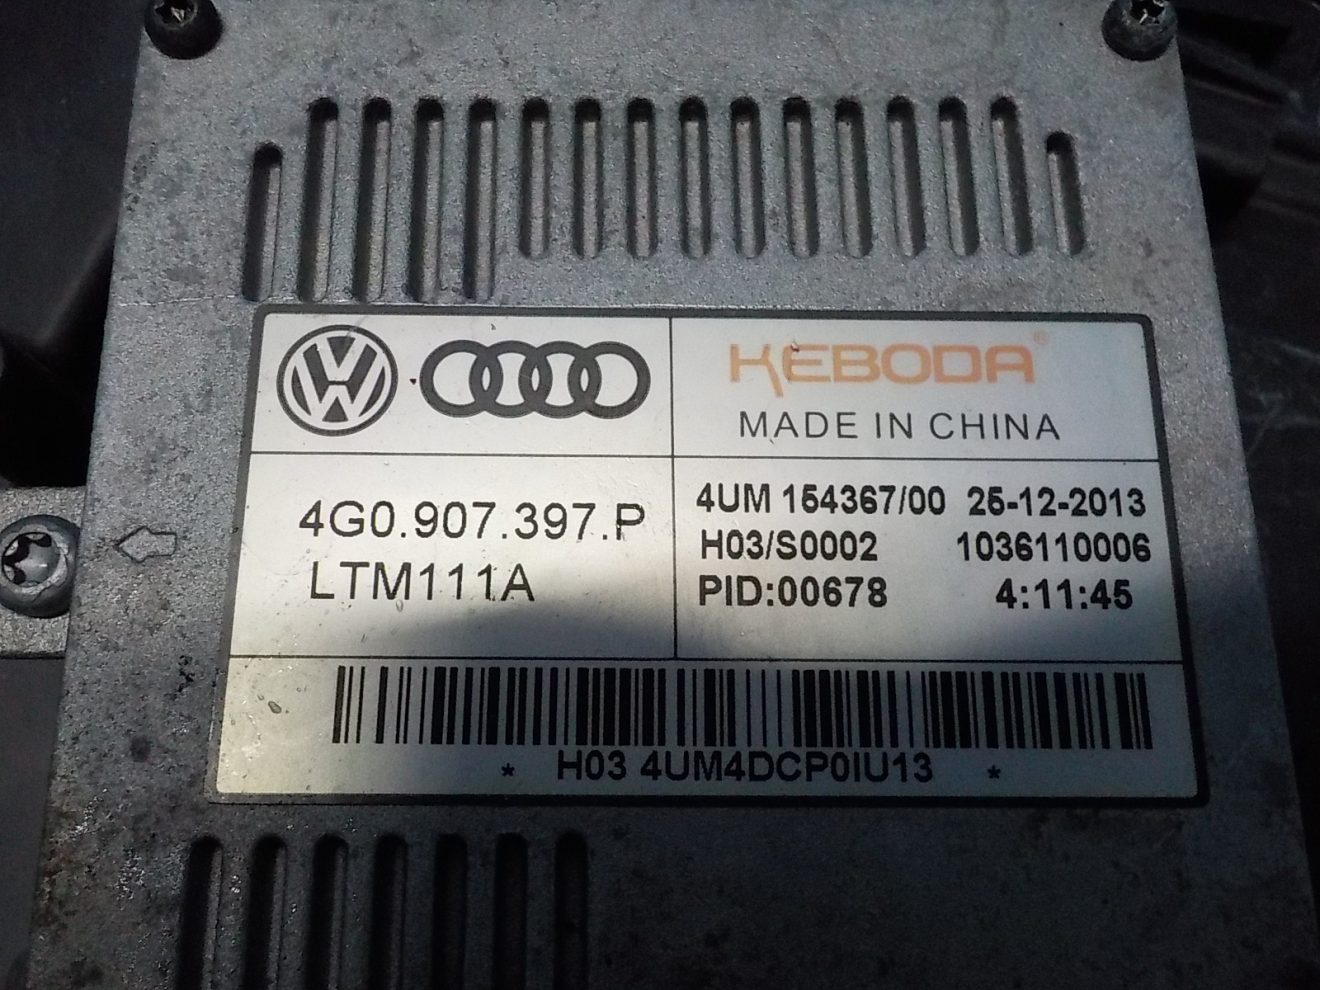 KEBODA®
MADE IN CHINA
4G0.907.397.P
LTM111A
4UM 154367/00 25-12-2013
H03/S0002 1036110006
PID:00678 4:11:45
* H03 4UM4DCP0IU13 *